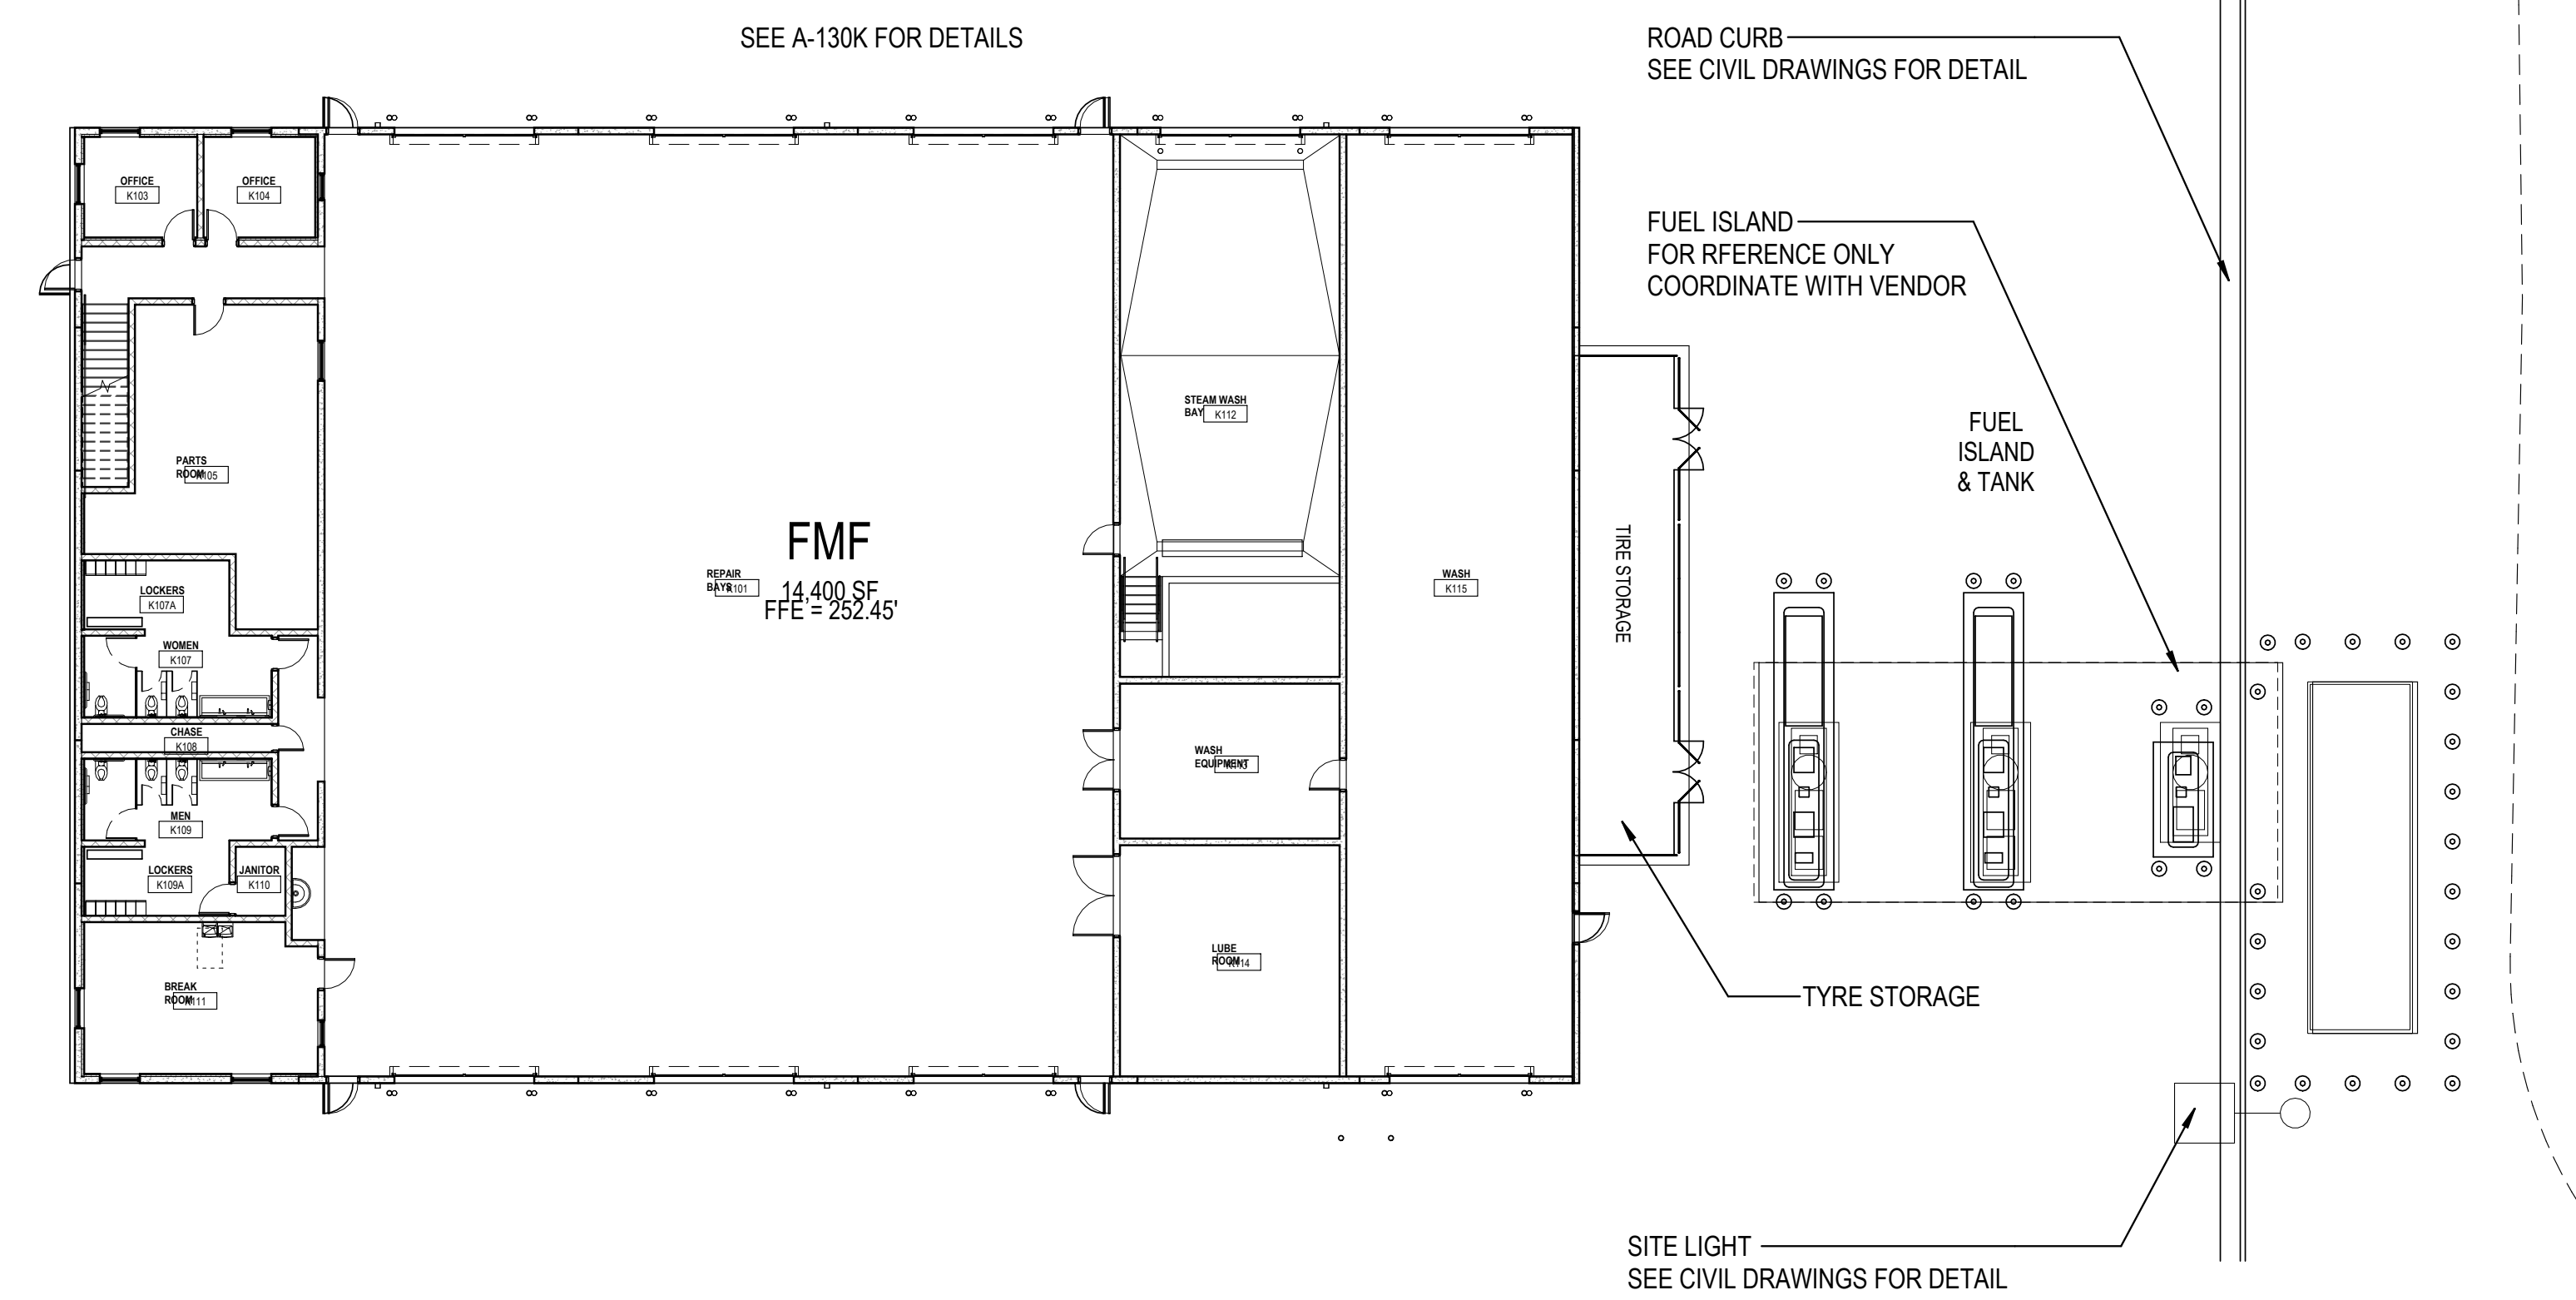 SEE A-130K FOR DETAILS
ROAD CURB
SEE CIVIL DRAWINGS FOR DETAIL
OFFICE
K103
OFFICE
K104
FUEL ISLAND
FOR RFERENCE ONLY
COORDINATE WITH VENDOR
STEAM WASH
BAY
K112
FUEL
ISLAND
& TANK
PARTS
ROOM
K105
FMF
14,400 SF
FFE = 252.45'
REPAIR
BAYS
K101
WASH
K115
TIRE STORAGE
LOCKERS
K107A
WOMEN
K107
CHASE
K108
WASH
EQUIPMENT
K113
MEN
K109
LOCKERS
K109A
JANITOR
K110
LUBE
ROOM
K114
BREAK
ROOM
K111
TYRE STORAGE
SITE LIGHT
SEE CIVIL DRAWINGS FOR DETAIL